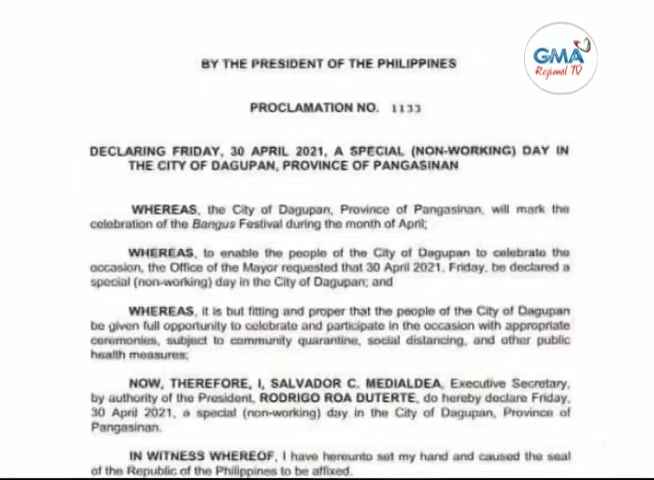 GMA
Regional TV
BY THE PRESIDENT OF THE PHILIPPINES
PROCLAMATION NO. 1133
DECLARING FRIDAY, 30 APRIL 2021, A SPECIAL (NON-WORKING) DAY IN
THE CITY OF DAGUPAN, PROVINCE OF PANGASINAN
WHEREAS, the City of Dagupan, Province of Pangasinan, will mark the
celebration of the Bangus Festival during the month of April;
WHEREAS, to enable the people of the City of Dagupan to celebrate the
occasion, the Office of the Mayor requested that 30 April 2021, Friday, be declared a
special (non-working) day in the City of Dagupan; and
WHEREAS, it is but fitting and proper that the people of the City of Dagupan
be given full opportunity to celebrate and participate in the occasion with appropriate
ceremonies, subject to community quarantine, social distancing, and other public
health measures;
NOW, THEREFORE, I, SALVADOR C. MEDIALDEA, Executive Secretary,
by authority of the President, RODRIGO ROA DUTERTE, do hereby declare Friday,
30 April 2021, a special (non-working) day in the City of Dagupan, Province of
Pangasinan.
IN WITNESS WHEREOF, I have hereunto set my hand and caused the seal
of the Republic of the Philippines to be affixed.